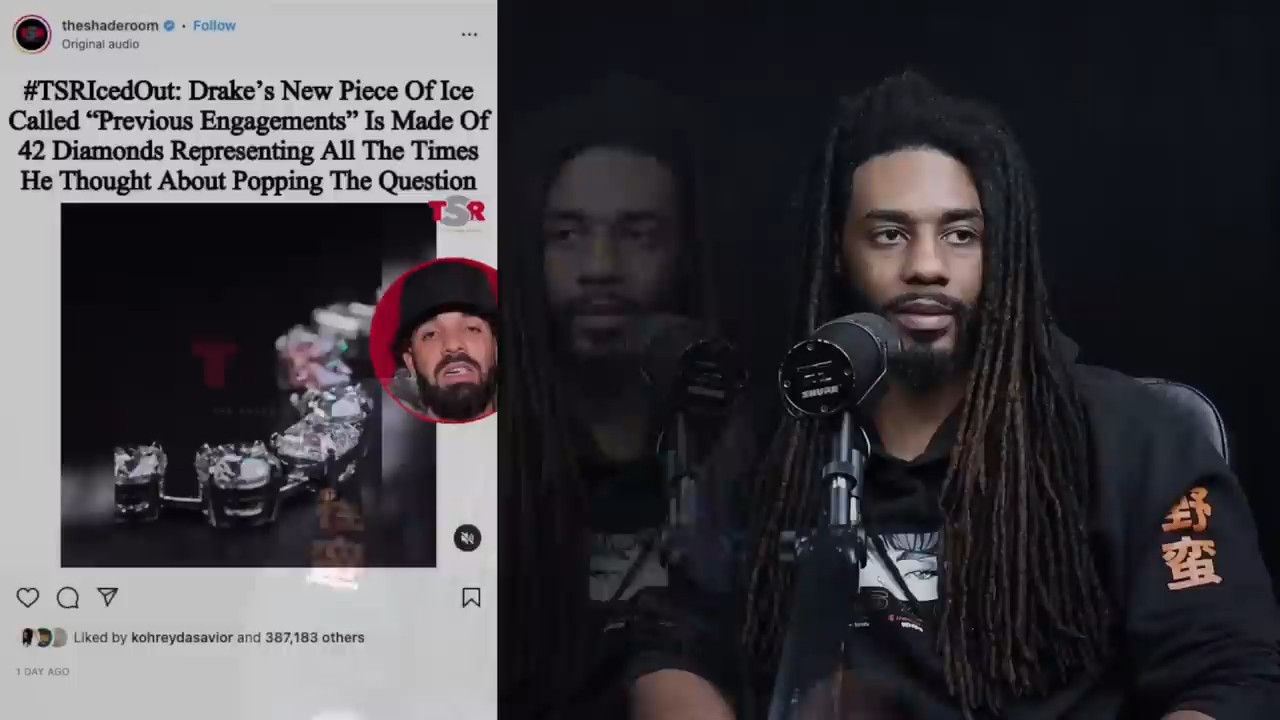 theshaderoom • Follow
Original audio
#TSRIcedOut: Drake’s New Piece Of Ice
Called “Previous Engagements” Is Made Of
42 Diamonds Representing All The Times
He Thought About Popping The Question
TSR
T
SHURE
野
蛮
Liked by kohreydasavior and 387,183 others
1 DAY AGO